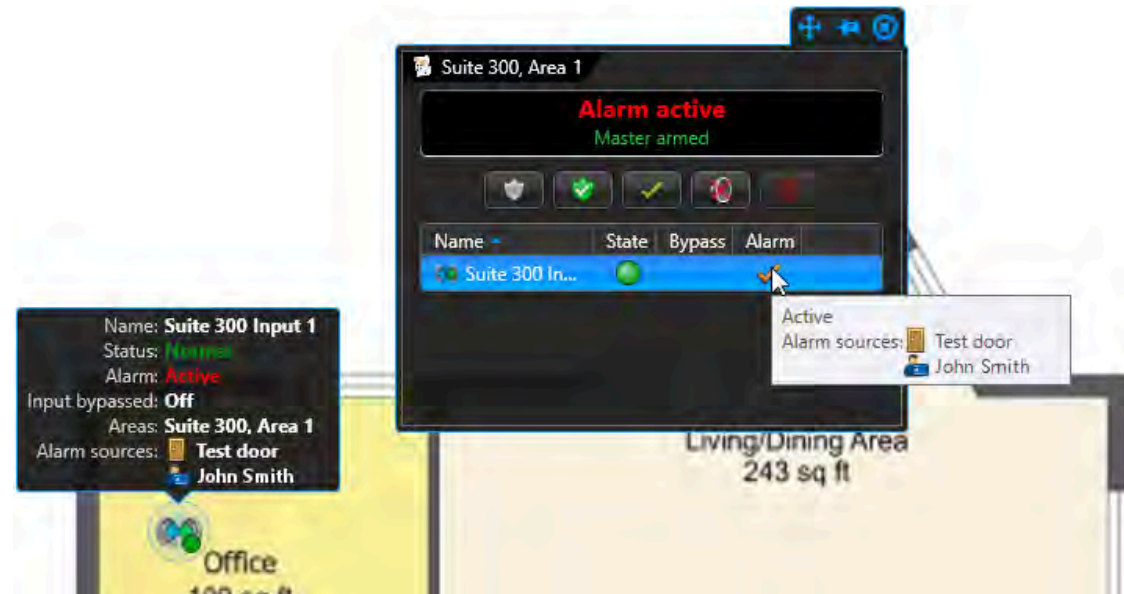 Suite 300, Area 1
Alarm active
Master armed
Name State Bypass Alarm
Suite 300 In...
Active
Alarm sources: Test door
John Smith
Name: Suite 300 Input 1
Status: Normal
Alarm: Active
Input bypassed: Off
Areas: Suite 300, Area 1
Alarm sources: Test door
John Smith
Living/Dining Area
243 sq ft
Office